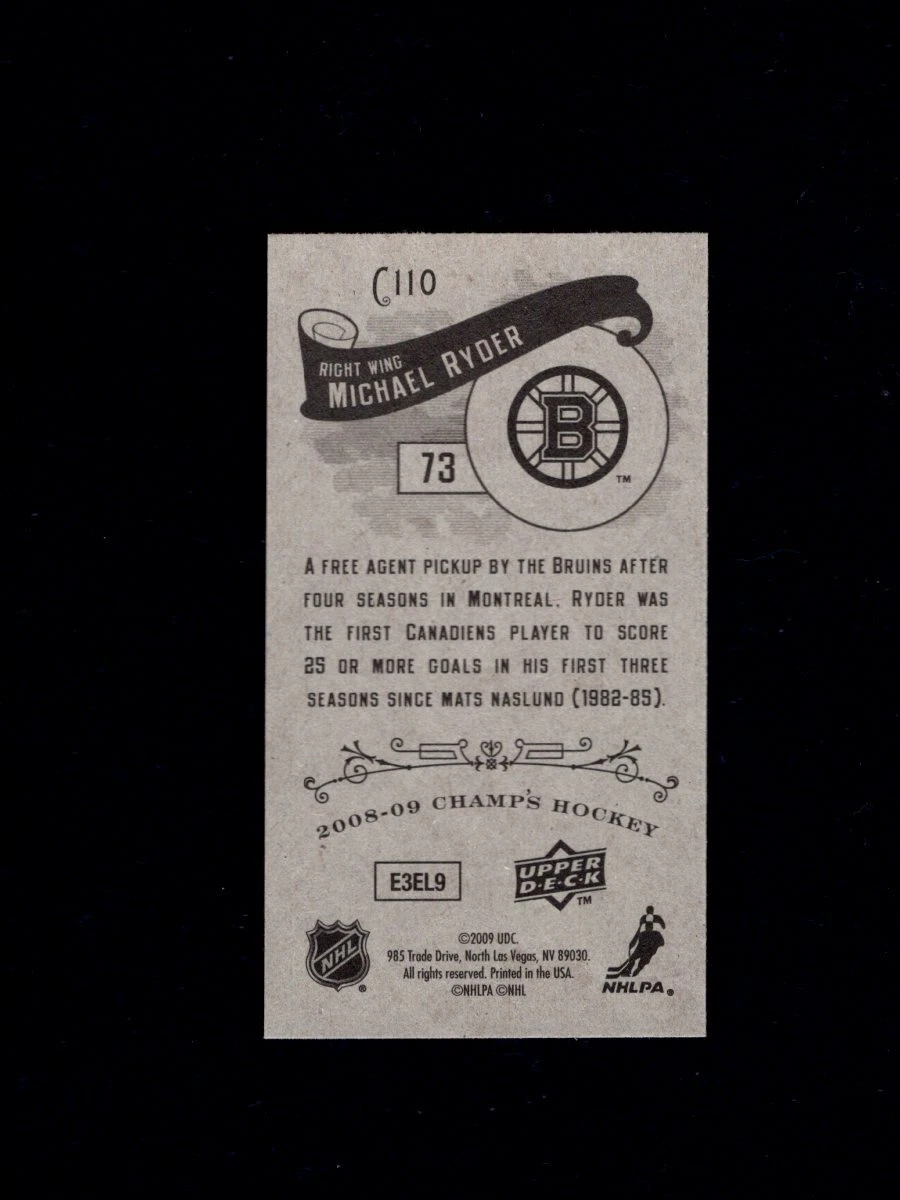 C110
RIGHT WING
MICHAEL RYDER
B
73
TM
A FREE AGENT PICKUP BY THE BRUINS AFTER
FOUR SEASONS IN MONTREAL, RYDER WAS
THE FIRST CANADIENS PLAYER TO SCORE
25 OR MORE GOALS IN HIS FIRST THREE
SEASONS SINCE MATS NASLUND (1982-85).
2008-09 CHAMP'S HOCKEY
E3EL9
UPPER
D·E·C·K
TM
NHL
®
©2009 UDC.
985 Trade Drive, North Las Vegas, NV 89030.
All rights reserved. Printed in the USA.
©NHLPA ©NHL
NHLPA®